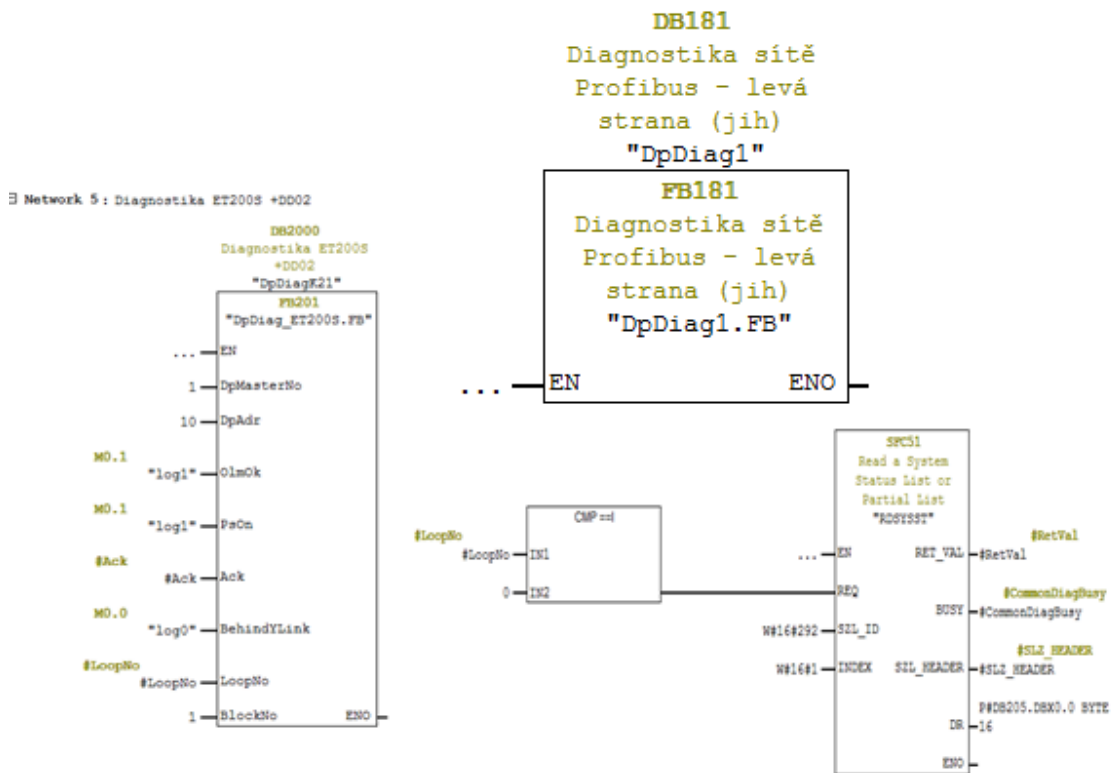 DB181
Diagnostika sítě
Profibus - levá
strana (jih)
"DpDiag1"
FB181
Diagnostika sítě
Profibus - levá
strana (jih)
"DpDiag1.FB"
... EN ENO
Network 5: Diagnostika ET200S +DD02
DB2000
Diagnostika ET200S
+DD02
"DpDiagK21"
FB201
"DpDiag_ET200S.FB"
... EN
1 DpMasterNo
10 DpAdr
M0.1
"log1" OlmOk
M0.1
"log1" PsOn
#Ack
#Ack Ack
M0.0
"log0" BehindYLink
#LoopNo
#LoopNo LoopNo
1 BlockNo ENO
CMP ==I
#LoopNo
#LoopNo IN1
0 IN2
SFC51
Read a System
Status List or
Partial List
"RDSYSST"
#RetVal
... EN RET_VAL #RetVal
REQ
#CommonDiagBusy
BUSY #CommonDiagBusy
W#16#292 SZL_ID
#SLZ_HEADER
W#16#1 INDEX SZL_HEADER #SLZ_HEADER
P#DB205.DBX0.0 BYTE
DR 16
ENO